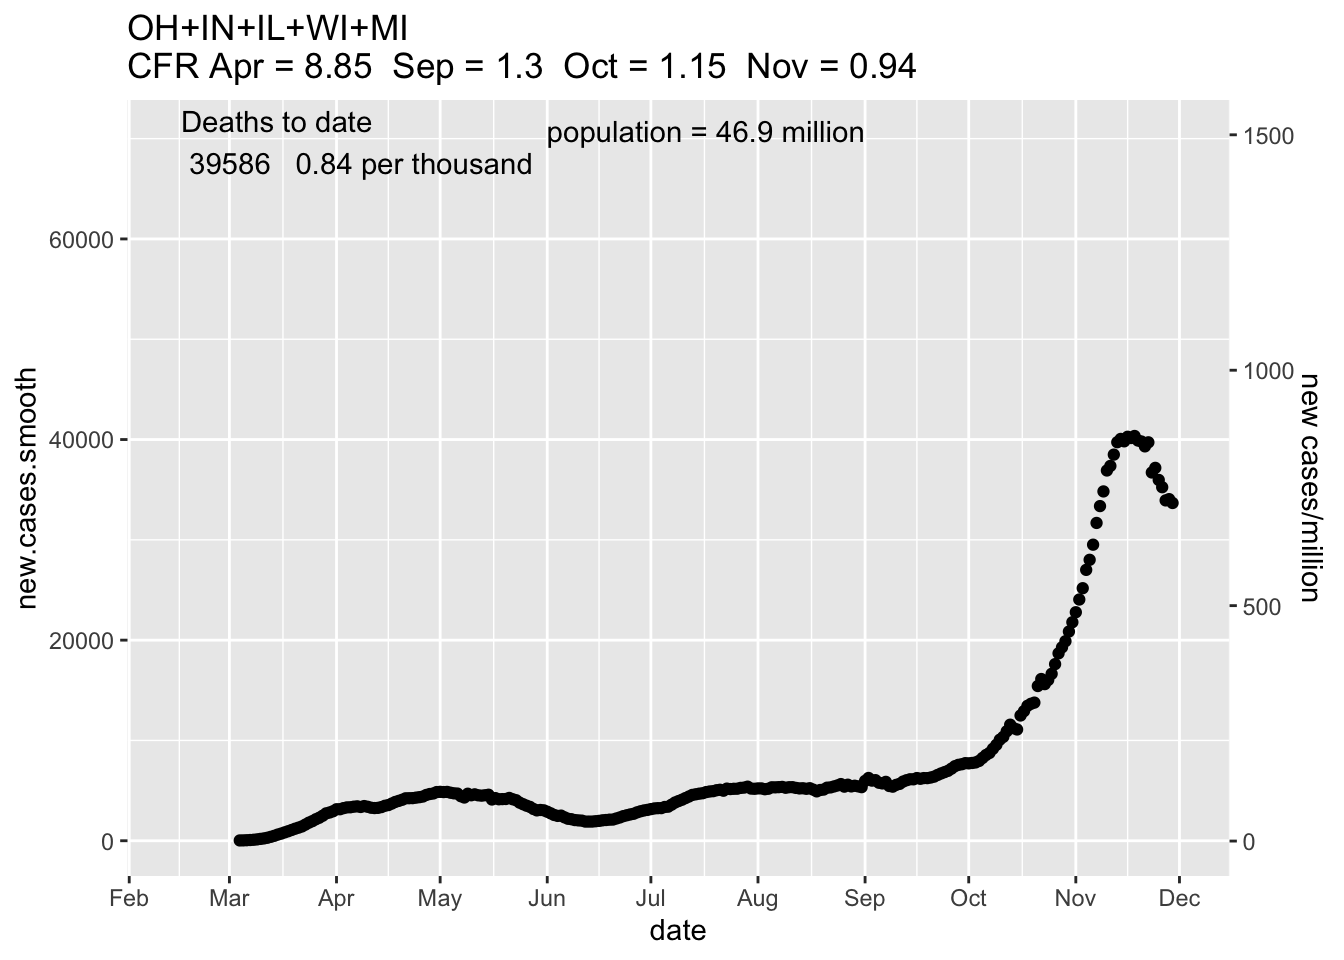 OH+IN+IL+WI+MI
CFR Apr = 8.85  Sep = 1.3  Oct = 1.15  Nov = 0.94
Deaths to date
population = 46.9 million
39586   0.84 per thousand
1500
60000
1000
40000
new.cases.smooth
new cases/million
500
20000
0
0
Feb Mar Apr May Jun Jul Aug Sep Oct Nov Dec
date